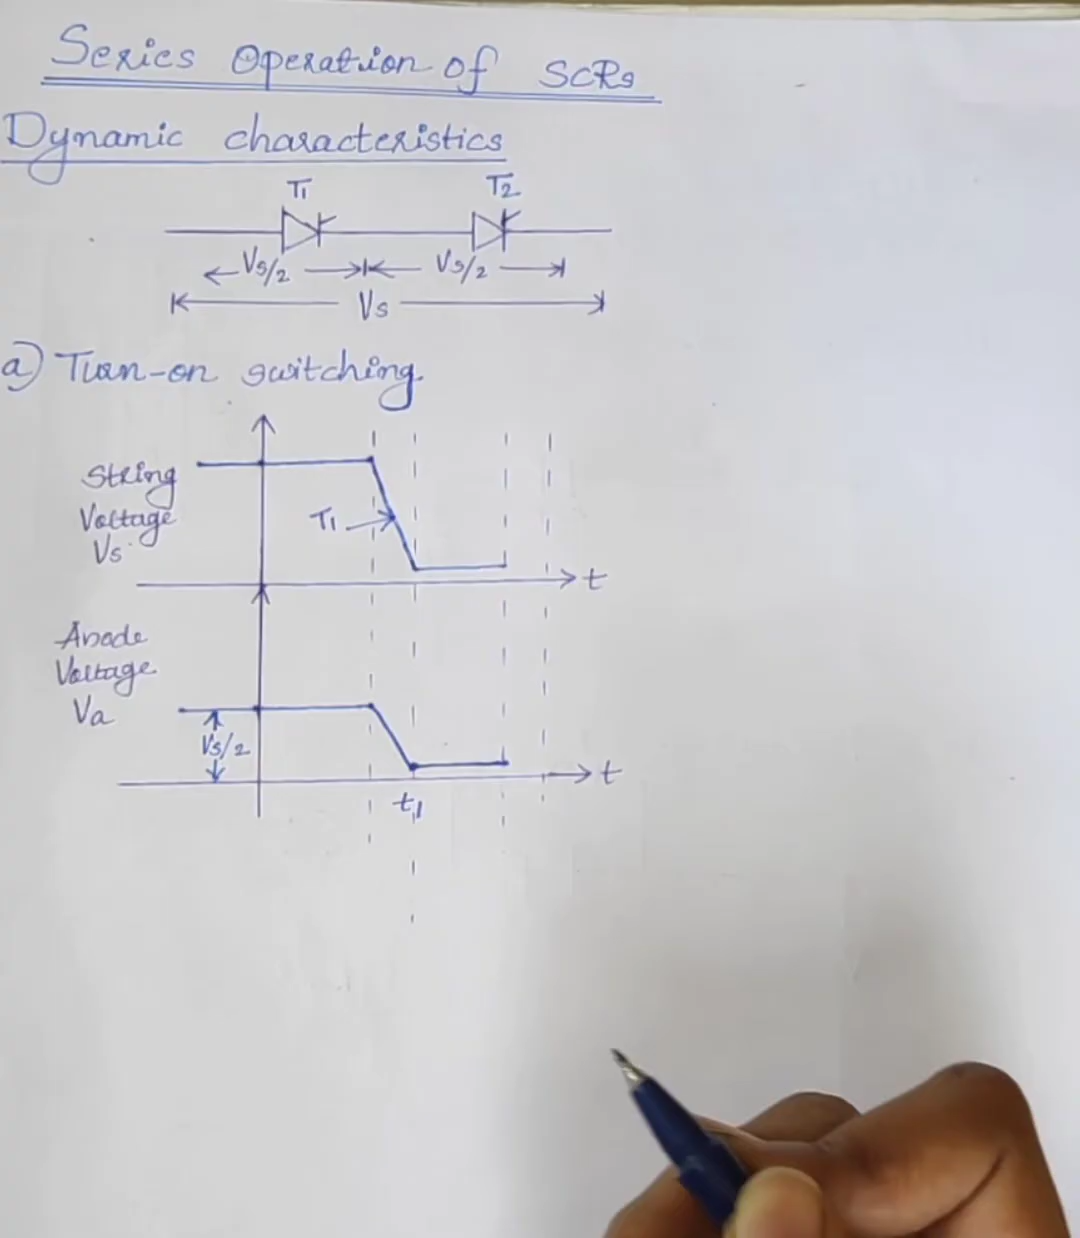 Series Operation of SCRs
Dynamic characteristics
T1 T2
Vs/2 Vs/2
Vs
a) Turn-on switching.
String
Voltage
Vs
T1
t
Anode
Voltage
Va
Vs/2
t
t1